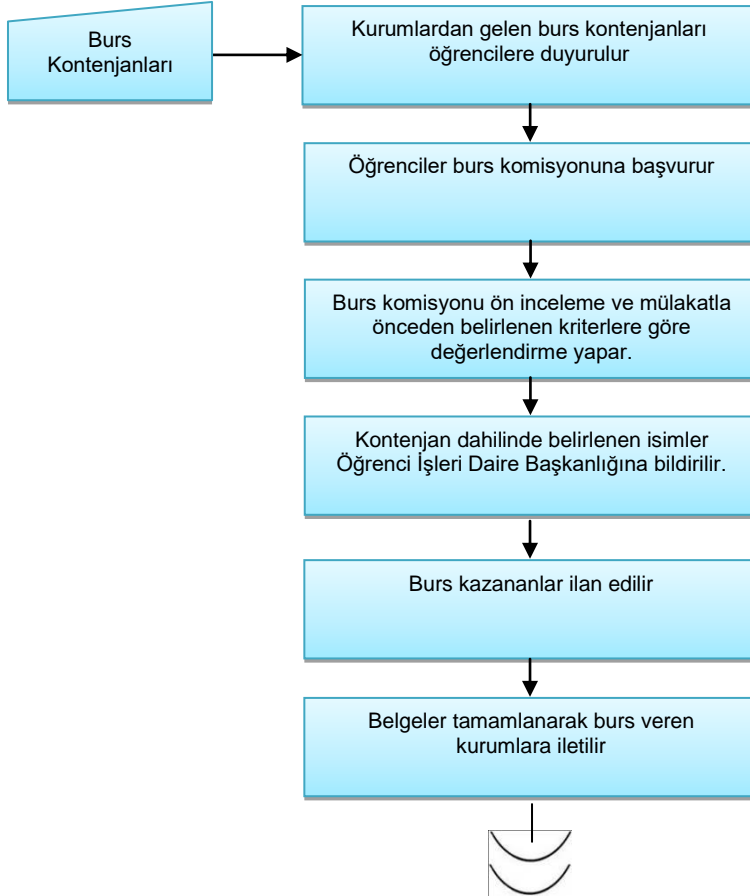 Burs
Kontenjanları
Kurumlardan gelen burs kontenjanları
öğrencilere duyurulur
Öğrenciler burs komisyonuna başvurur
Burs komisyonu ön inceleme ve mülakatla
önceden belirlenen kriterlere göre
değerlendirme yapar.
Kontenjan dahilinde belirlenen isimler
Öğrenci İşleri Daire Başkanlığına bildirilir.
Burs kazananlar ilan edilir
Belgeler tamamlanarak burs veren
kurumlara iletilir